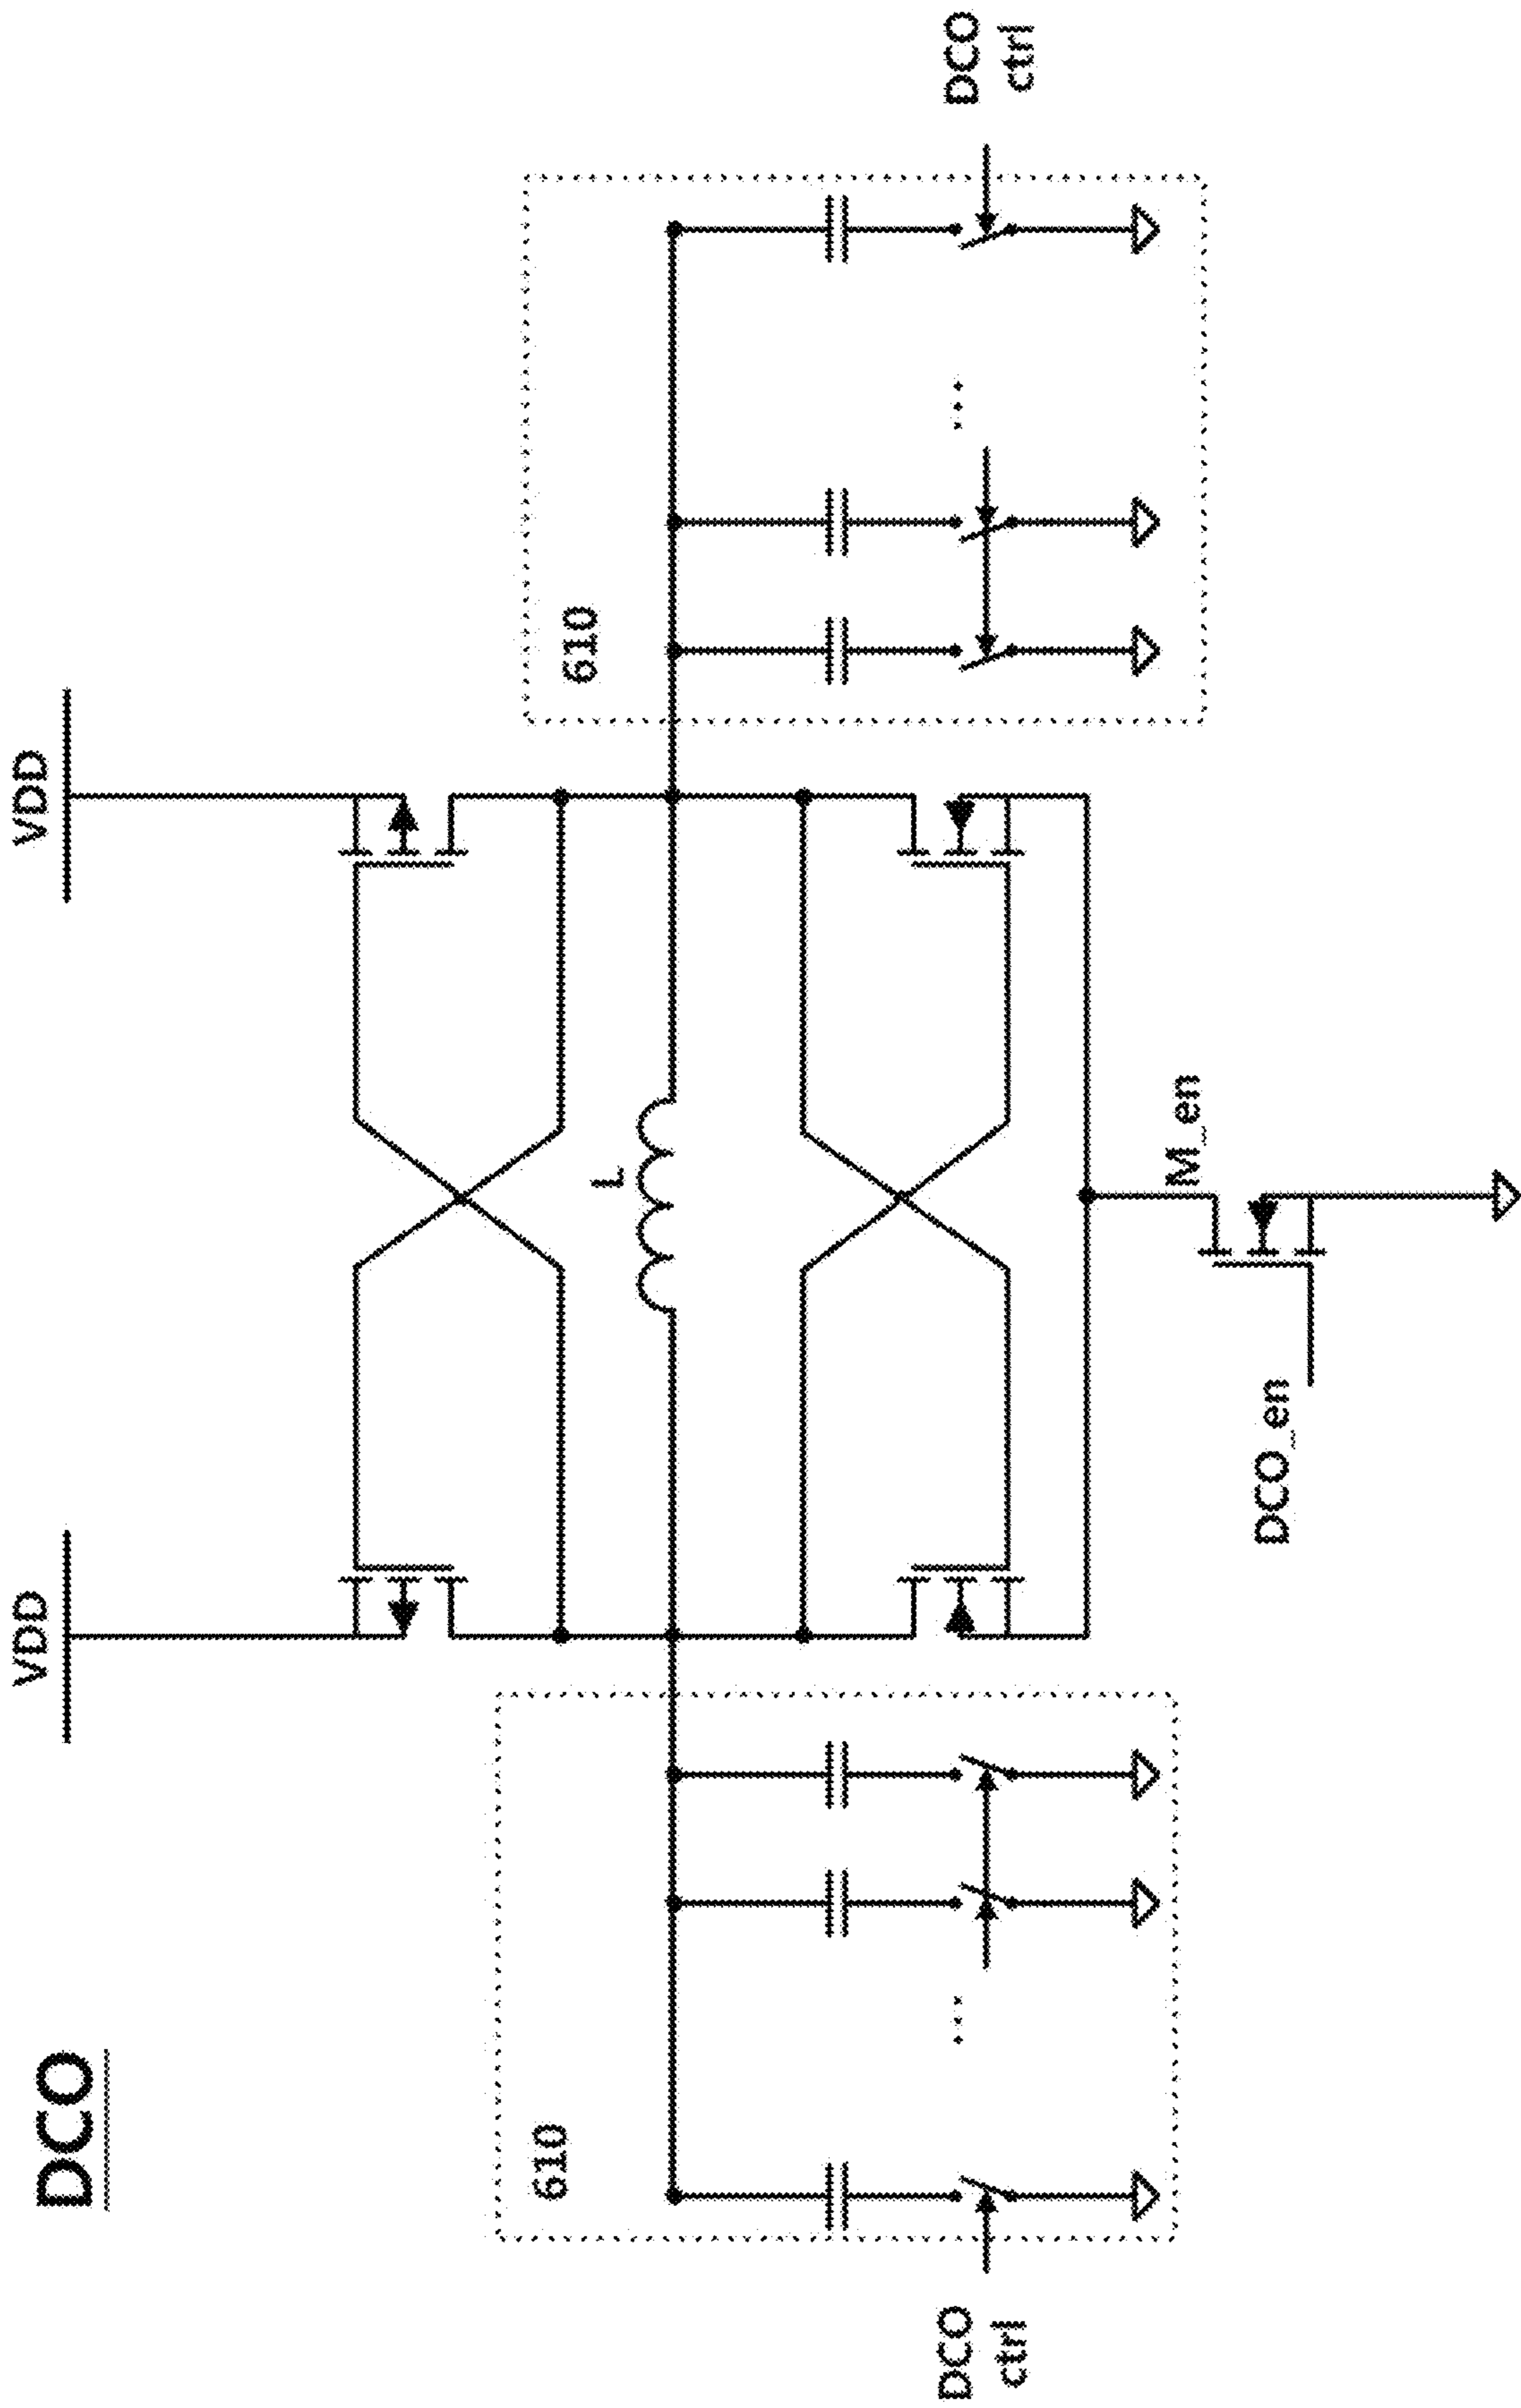 DCO
VDD
VDD
610
L
610
DCO
ctrl
DCO
ctrl
M_en
DCO_en